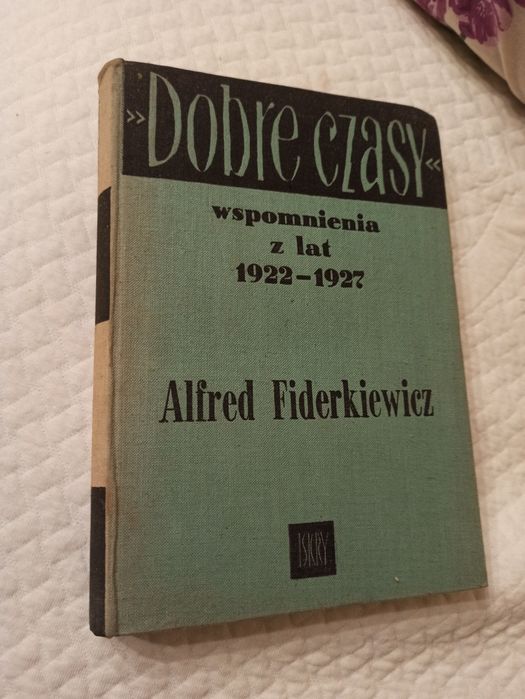 »Dobre czasy«
wspomnienia
z lat
1922-1927
Alfred Fiderkiewicz
ISKRY